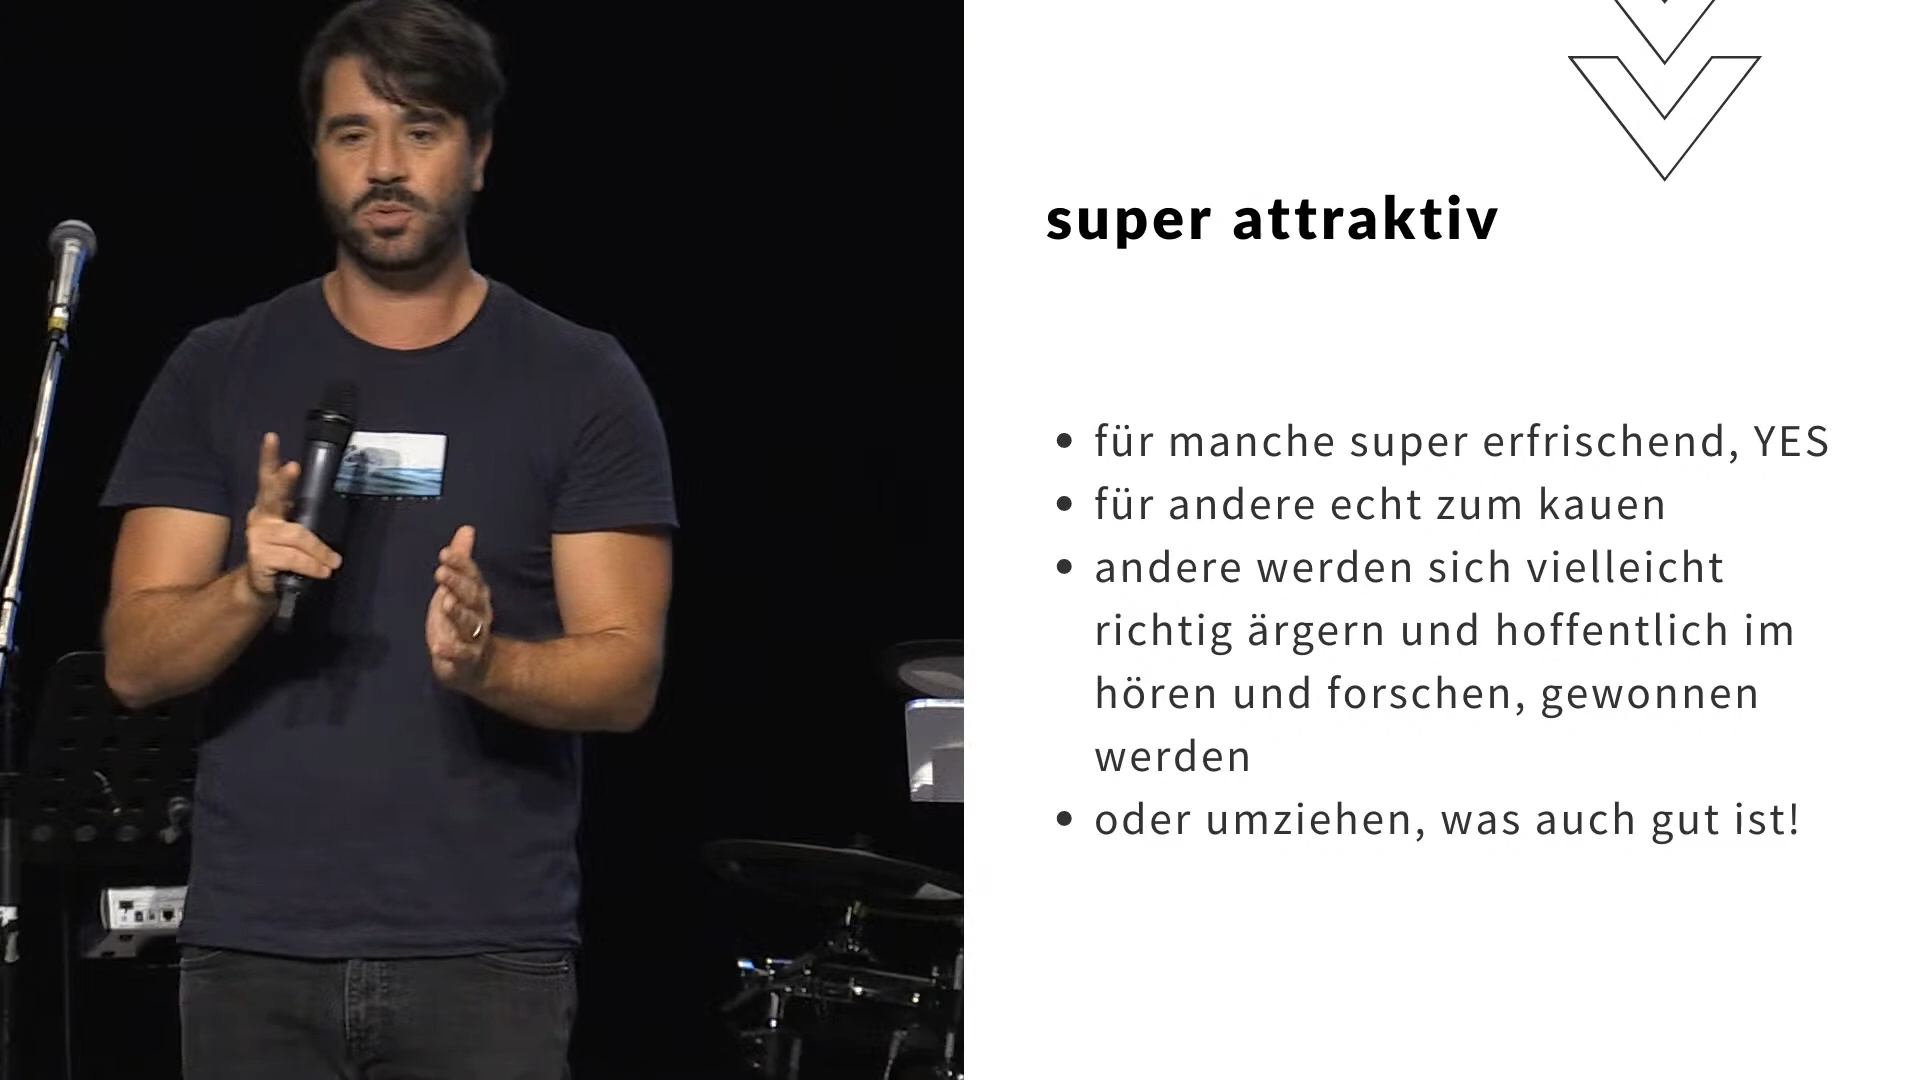 super attraktiv
• für manche super erfrischend, YES
• für andere echt zum kauen
• andere werden sich vielleicht
richtig ärgern und hoffentlich im
hören und forschen, gewonnen
werden
• oder umziehen, was auch gut ist!